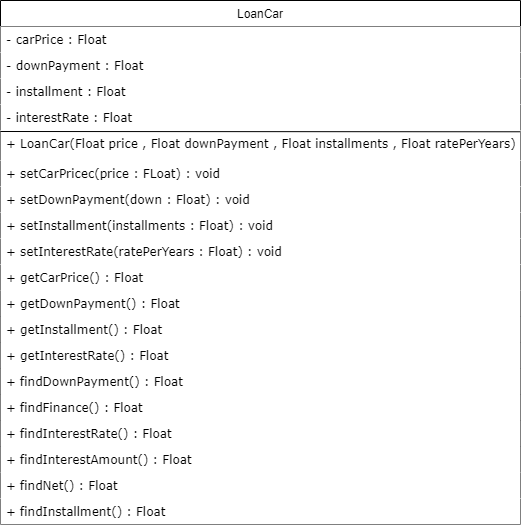 LoanCar
- carPrice : Float
- downPayment : Float
- installment : Float
- interestRate : Float
+ LoanCar(Float price , Float downPayment , Float installments , Float ratePerYears)
+ setCarPricec(price : FLoat) : void
+ setDownPayment(down : Float) : void
+ setInstallment(installments : Float) : void
+ setInterestRate(ratePerYears : Float) : void
+ getCarPrice() : Float
+ getDownPayment() : Float
+ getInstallment() : Float
+ getInterestRate() : Float
+ findDownPayment() : Float
+ findFinance() : Float
+ findInterestRate() : Float
+ findInterestAmount() : Float
+ findNet() : Float
+ findInstallment() : Float